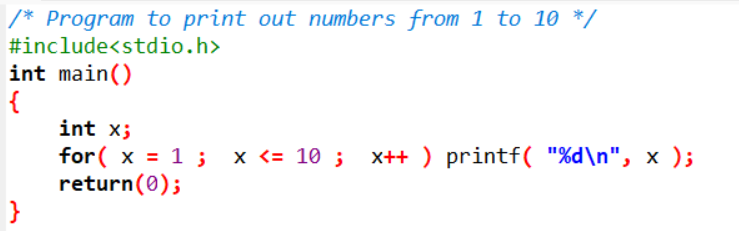 /* Program to print out numbers from 1 to 10 */
#include<stdio.h>
int main()
{
    int x;
    for( x = 1 ;  x <= 10 ;  x++ ) printf( "%d\n", x );
    return(0);
}